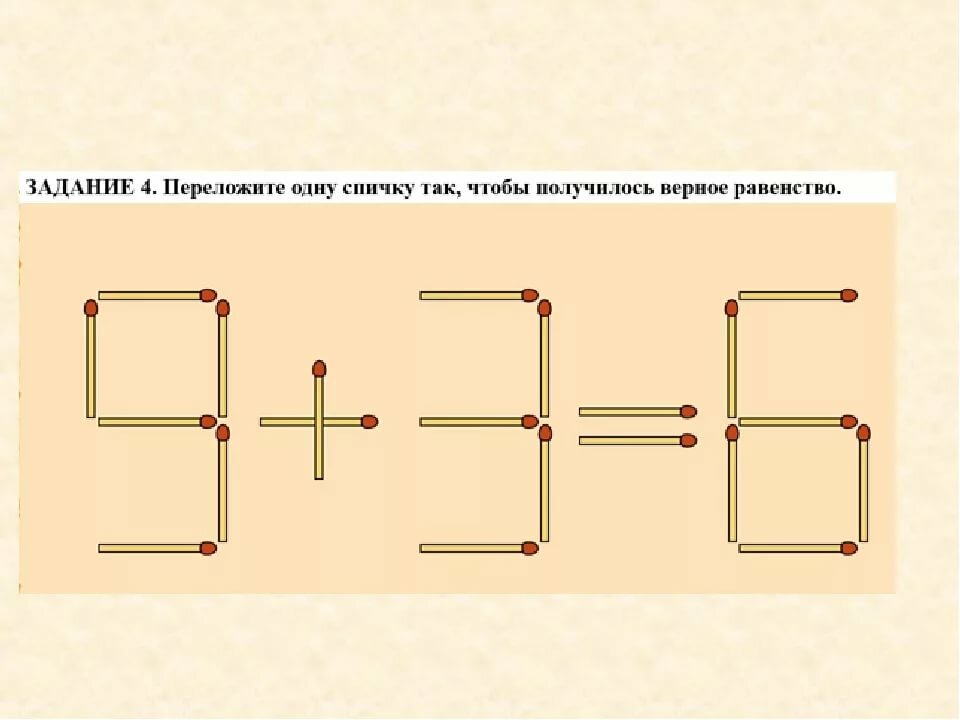 ЗАДАНИЕ 4. Переложите одну спичку так, чтобы получилось верное равенство.
9 + 3 = 6